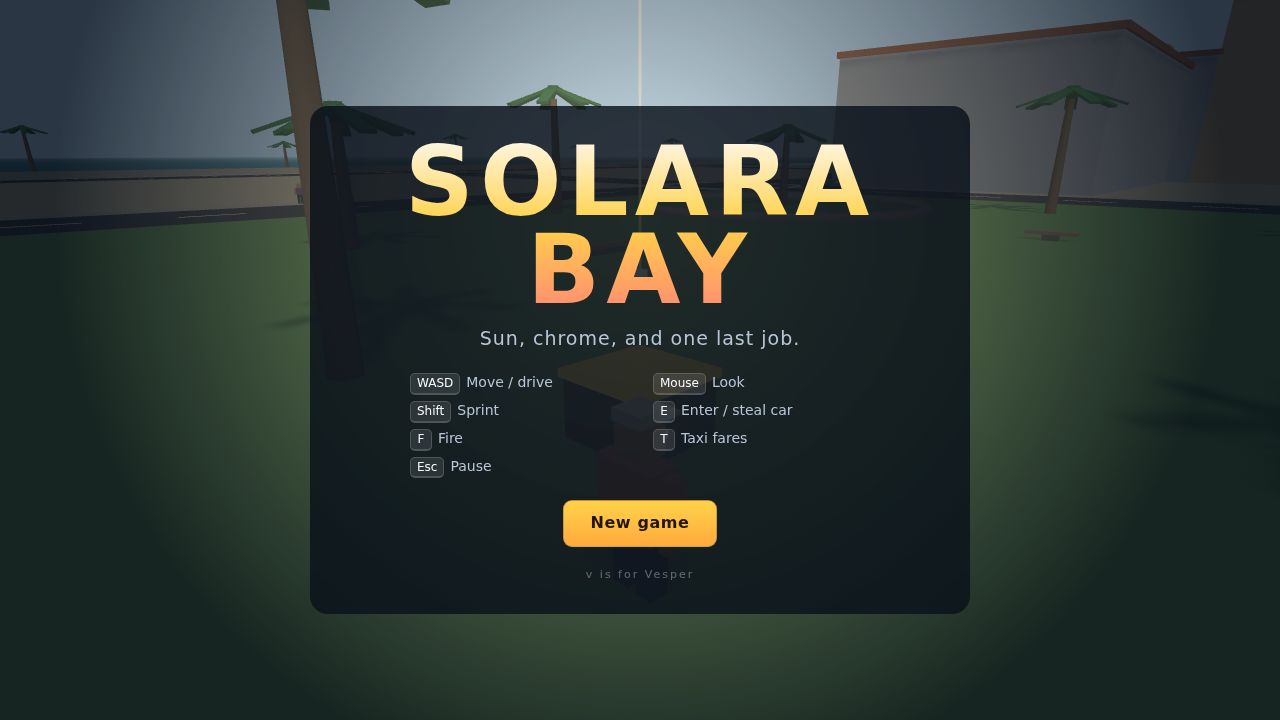 SOLARA
BAY
Sun, chrome, and one last job.
WASD Move / drive
Mouse Look
Shift Sprint
E Enter / steal car
F Fire
T Taxi fares
Esc Pause
New game
v is for Vesper